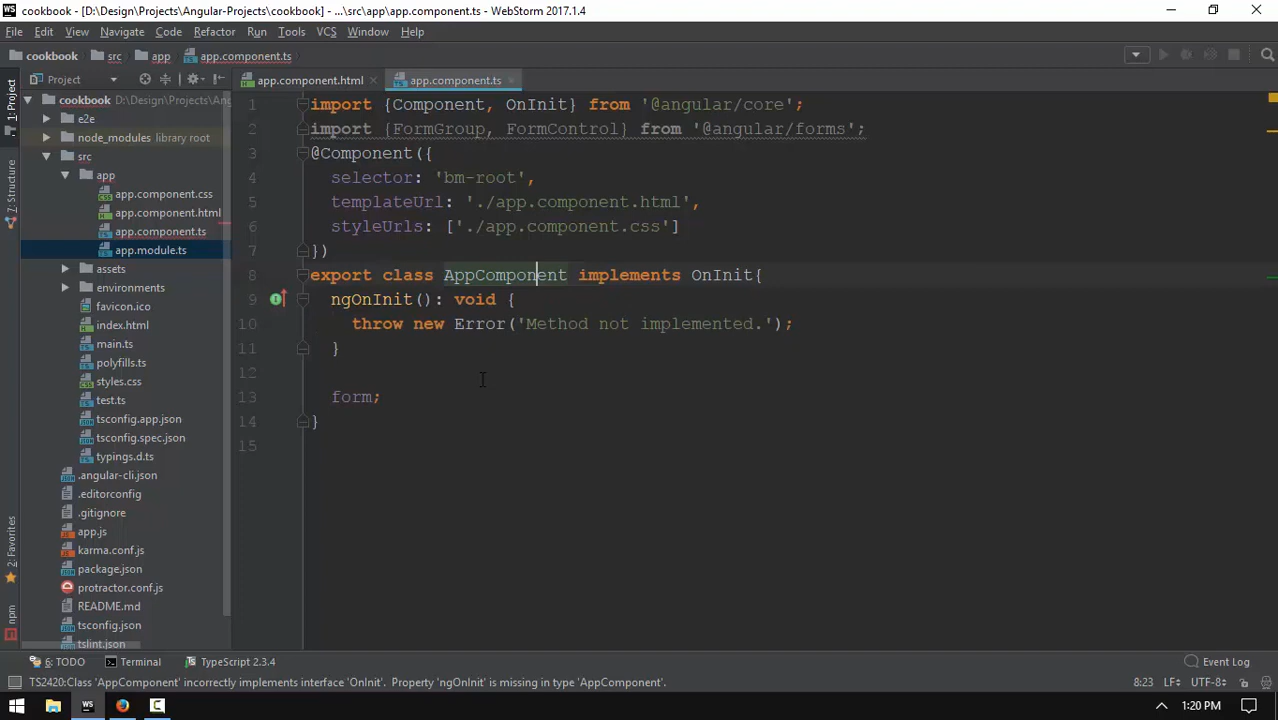 WS cookbook - [D:\Design\Projects\Angular-Projects\cookbook] - ...\src\app\app.component.ts - WebStorm 2017.1.4
File Edit View Navigate Code Refactor Run Tools VCS Window Help
cookbook src app app.component.ts
Project app.component.html app.component.ts
1: Project
7: Structure
2: Favorites
npm
cookbook D:\Design\Projects\Ang
e2e
node_modules library root
src
app
app.component.css
app.component.html
app.component.ts
app.module.ts
assets
environments
favicon.ico
index.html
main.ts
polyfills.ts
styles.css
test.ts
tsconfig.app.json
tsconfig.spec.json
typings.d.ts
.angular-cli.json
.editorconfig
.gitignore
app.js
karma.conf.js
package.json
protractor.conf.js
README.md
tsconfig.json
tslint.json
1 import {Component, OnInit} from '@angular/core';
2 import {FormGroup, FormControl} from '@angular/forms';
3 @Component({
4 selector: 'bm-root',
5 templateUrl: './app.component.html',
6 styleUrls: ['./app.component.css']
7 })
8 export class AppComponent implements OnInit{
9 ngOnInit(): void {
10 throw new Error('Method not implemented.');
11 }
12
13 form;
14 }
15
6: TODO Terminal TypeScript 2.3.4 Event Log
TS2420:Class 'AppComponent' incorrectly implements interface 'OnInit'. Property 'ngOnInit' is missing in type 'AppComponent'. 8:23 LF UTF-8
WS 1:20 PM